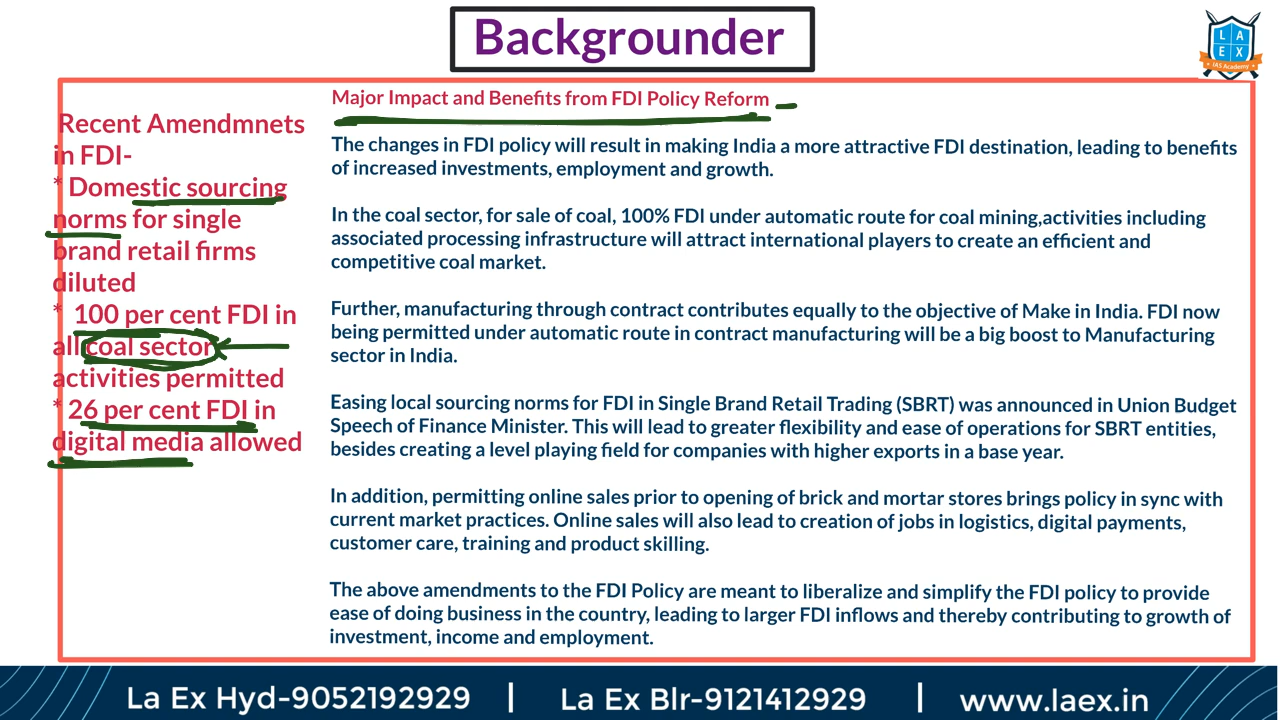 Backgrounder
L A
E X
IAS Academy
Recent Amendmnets
in FDI-
* Domestic sourcing
norms for single
brand retail firms
diluted
* 100 per cent FDI in
all coal sector
activities permitted
* 26 per cent FDI in
digital media allowed
Major Impact and Benefits from FDI Policy Reform
The changes in FDI policy will result in making India a more attractive FDI destination, leading to benefits
of increased investments, employment and growth.
In the coal sector, for sale of coal, 100% FDI under automatic route for coal mining,activities including
associated processing infrastructure will attract international players to create an efficient and
competitive coal market.
Further, manufacturing through contract contributes equally to the objective of Make in India. FDI now
being permitted under automatic route in contract manufacturing will be a big boost to Manufacturing
sector in India.
Easing local sourcing norms for FDI in Single Brand Retail Trading (SBRT) was announced in Union Budget
Speech of Finance Minister. This will lead to greater flexibility and ease of operations for SBRT entities,
besides creating a level playing field for companies with higher exports in a base year.
In addition, permitting online sales prior to opening of brick and mortar stores brings policy in sync with
current market practices. Online sales will also lead to creation of jobs in logistics, digital payments,
customer care, training and product skilling.
The above amendments to the FDI Policy are meant to liberalize and simplify the FDI policy to provide
ease of doing business in the country, leading to larger FDI inflows and thereby contributing to growth of
investment, income and employment.
La Ex Hyd-9052192929 | La Ex Blr-9121412929 | www.laex.in